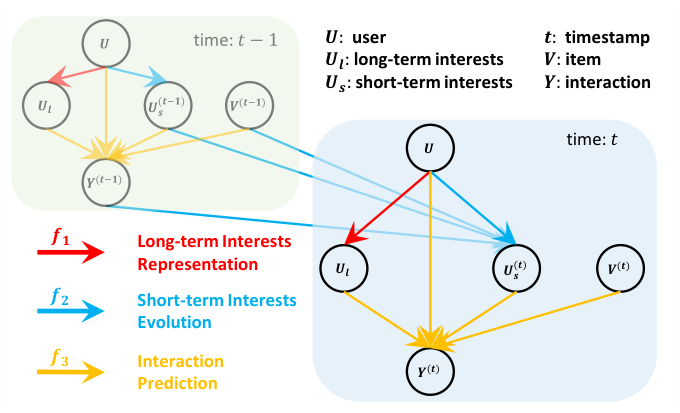 time: t − 1
U
U_l
U_s^(t−1)
V^(t−1)
Y^(t−1)
U: user
t: timestamp
U_l: long-term interests
V: item
U_s: short-term interests
Y: interaction
time: t
U
U_l
U_s^(t)
V^(t)
Y^(t)
f_1
Long-term Interests
Representation
f_2
Short-term Interests
Evolution
f_3
Interaction
Prediction